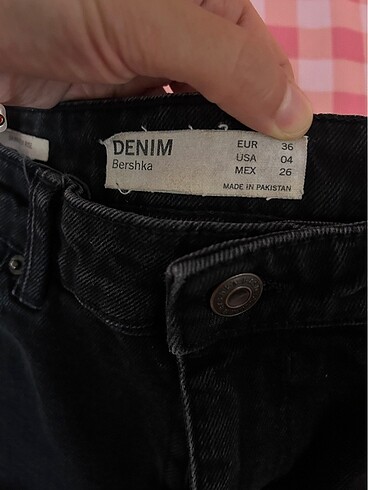 DENIM
Bershka
EUR 36
USA 04
MEX 26
MADE IN PAKISTAN